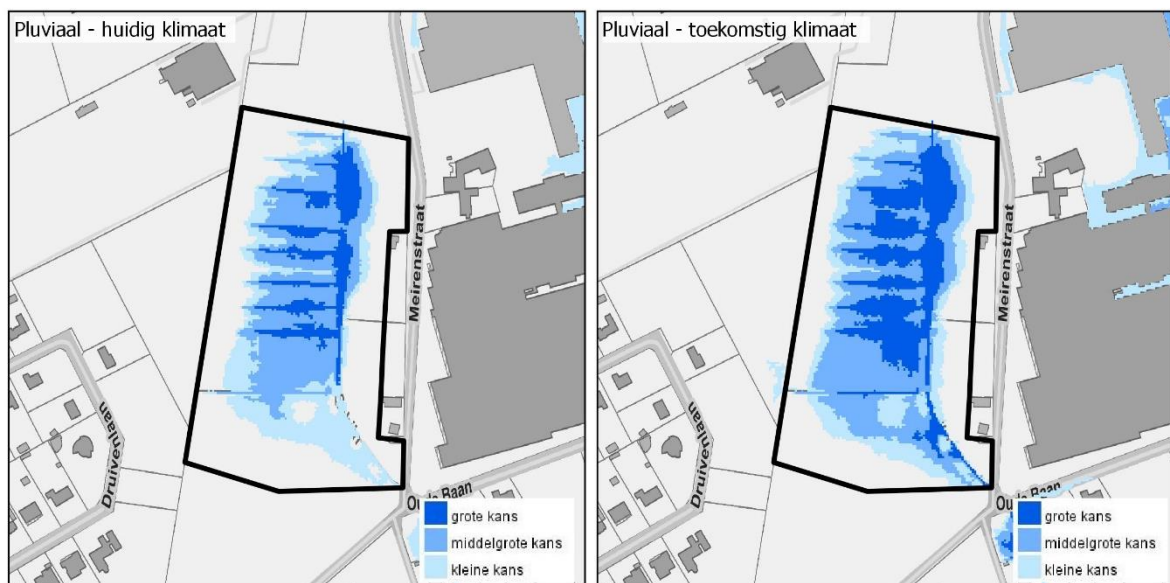 Pluviaal - huidig klimaat
Meirenstraat
Druivenlaan
grote kans
middelgrote kans
kleine kans
Pluviaal - toekomstig klimaat
Meirenstraat
Druivenlaan
Baan
grote kans
middelgrote kans
kleine kans